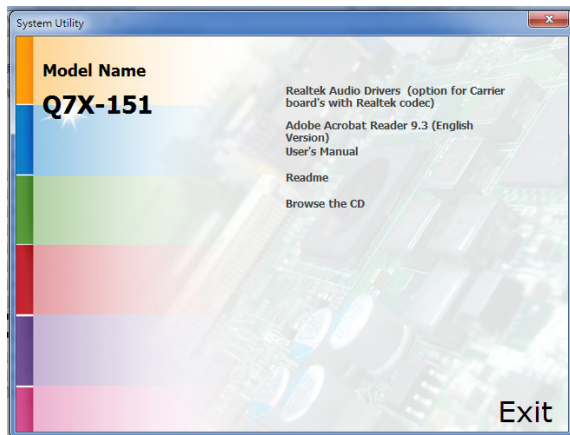 System Utility
Model Name
Q7X-151
Realtek Audio Drivers (option for Carrier
board's with Realtek codec)
Adobe Acrobat Reader 9.3 (English
Version)
User's Manual
Readme
Browse the CD
Exit